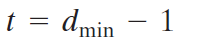 t = d_min − 1